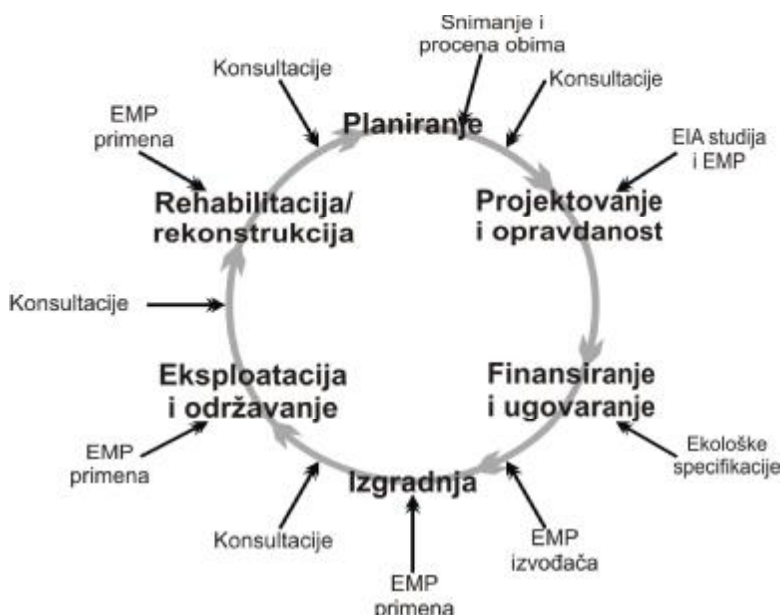 Snimanje i
procena obima
Konsultacije
Konsultacije
Planiranje
EMP
primena
EIA studija
i EMP
Rehabilitacija/
rekonstrukcija
Projektovanje
i opravdanost
Konsultacije
Eksploatacija
i održavanje
Finansiranje
i ugovaranje
EMP
primena
Ekološke
specifikacije
Izgradnja
Konsultacije
EMP
izvođača
EMP
primena